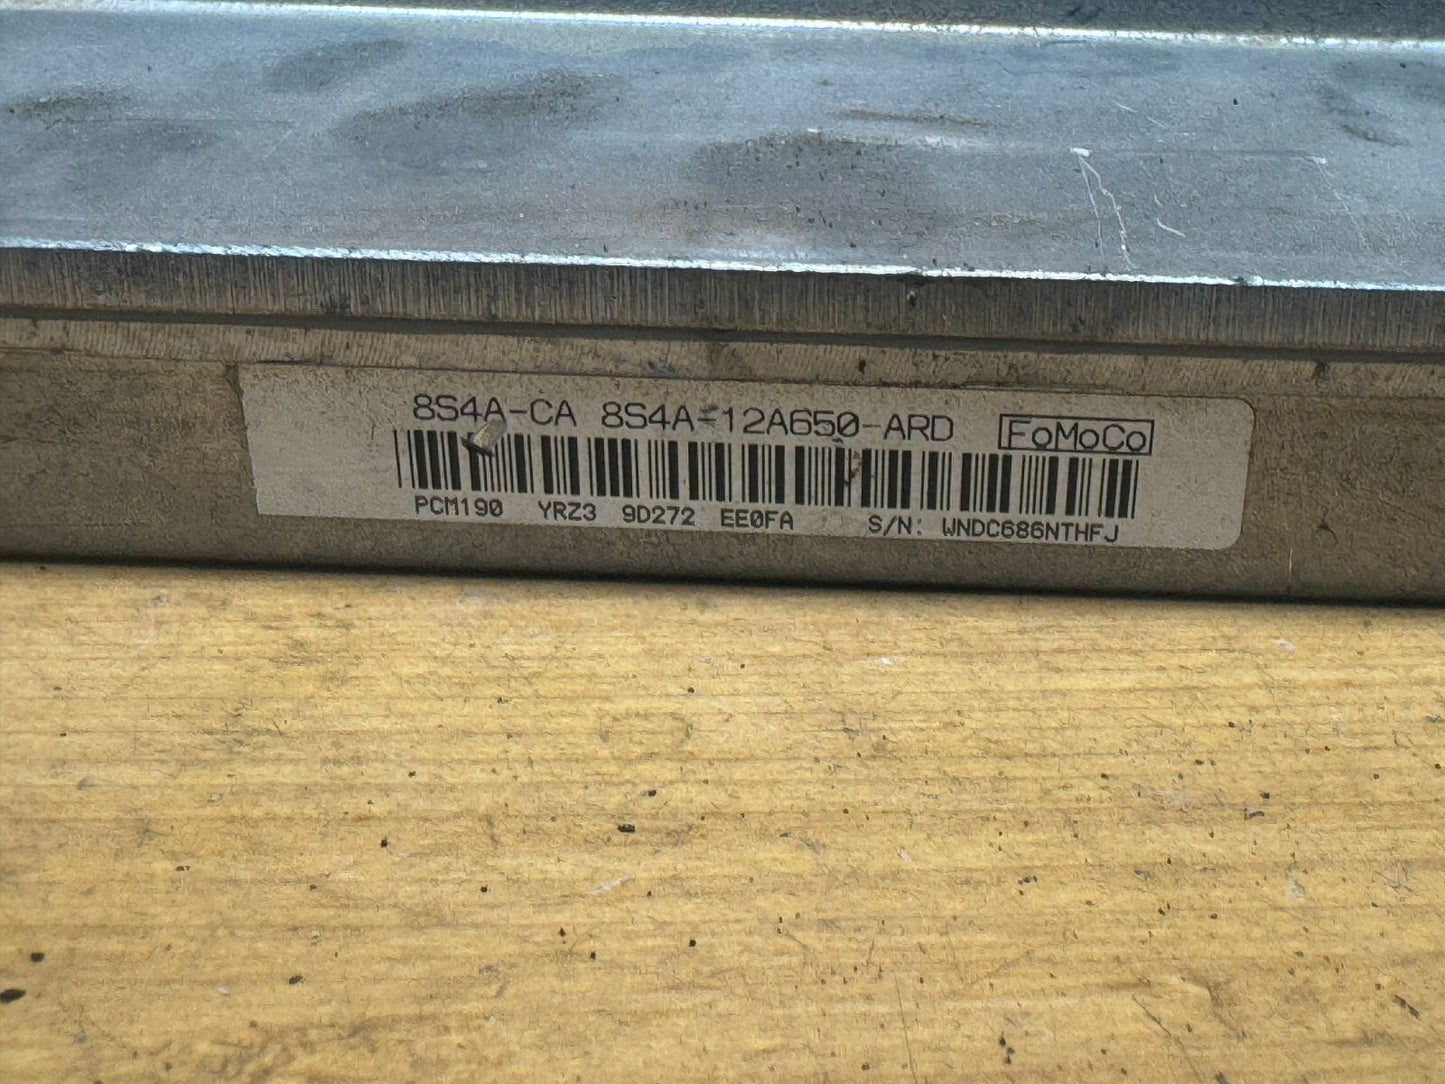 8S4A-CA 8S4A-12A650-ARD FoMoCo
PCM190 YRZ3 9D272 EE0FA S/N: WNDC686NTHFJ